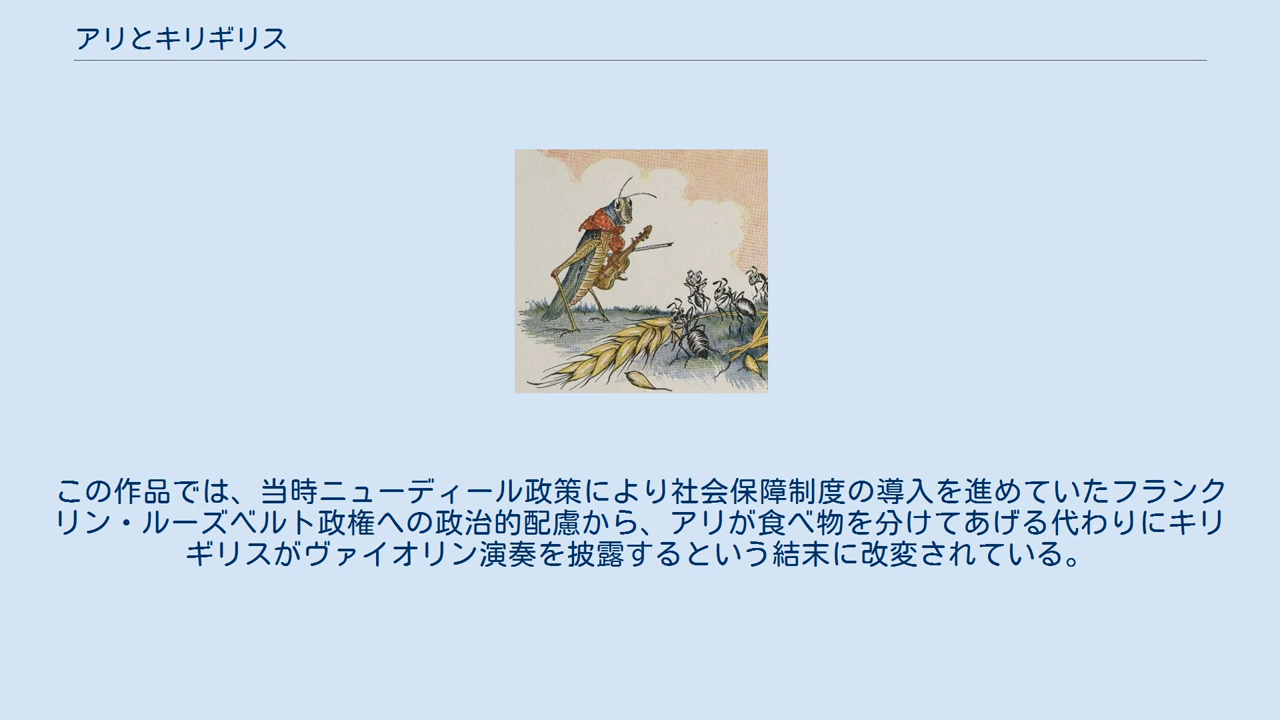 アリとキリギリス
この作品では、当時ニューディール政策により社会保障制度の導入を進めていたフランク
リン・ルーズベルト政権への政治的配慮から、アリが食べ物を分けてあげる代わりにキリ
ギリスがヴァイオリン演奏を披露するという結末に改変されている。